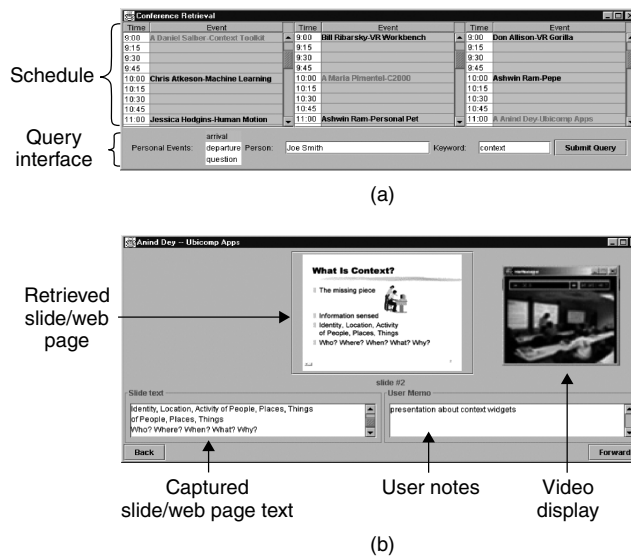 Conference Retrieval
Time Event Time Event Time Event
9:00 A Daniel Salber-Context Toolkit 9:00 Bill Ribarsky-VR Workbench 9:00 Don Allison-VR Gorilla
9:15 9:15 9:15
9:30 9:30 9:30
9:45 9:45 9:45
10:00 Chris Atkeson-Machine Learning 10:00 A Maria Pimentel-C2000 10:00 Ashwin Ram-Pepe
10:15 10:15 10:15
10:30 10:30 10:30
10:45 10:45 10:45
11:00 Jessica Hodgins-Human Motion 11:00 Ashwin Ram-Personal Pet 11:00 A Anind Dey-Ubicomp Apps
Schedule
Query
interface
arrival
Personal Events: departure Person: Joe Smith Keyword: context Submit Query
question
(a)
Anind Dey -- Ubicomp Apps
What Is Context?
The missing piece
Information sensed
Identity, Location, Activity
of People, Places, Things
Who? Where? When? What? Why?
Retrieved
slide/web
page
slide #2
Slide text User Memo
Identity, Location, Activity of People, Places, Things presentation about context widgets
of People, Places, Things
Who? Where? When? What? Why?
Back Forward
Captured
slide/web page text
User notes
Video
display
(b)